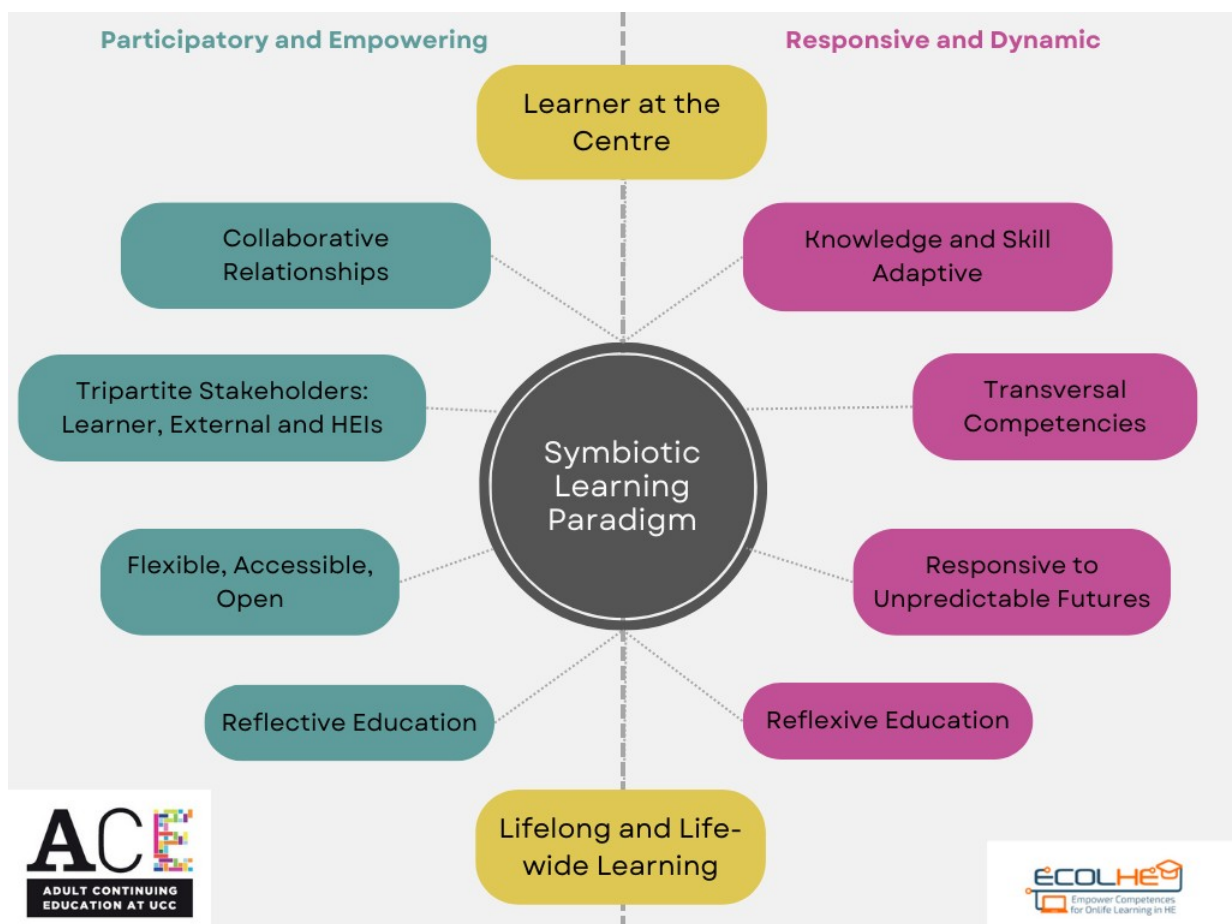 Participatory and Empowering
Responsive and Dynamic
Learner at the
Centre
Collaborative
Relationships
Knowledge and Skill
Adaptive
Tripartite Stakeholders:
Learner, External and HEIs
Transversal
Competencies
Symbiotic
Learning
Paradigm
Flexible, Accessible,
Open
Responsive to
Unpredictable Futures
Reflective Education
Reflexive Education
Lifelong and Life-
wide Learning
ACE
ADULT CONTINUING
EDUCATION AT UCC
ECOLHE
Empower Competences
for Onlife Learning in HE